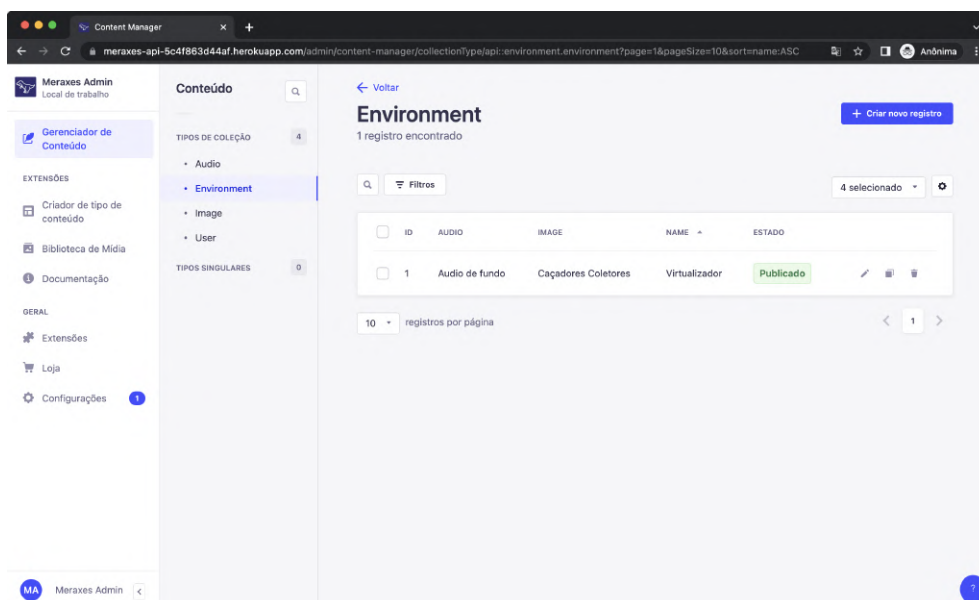 Content Manager
meraxes-api-5c4f863d44af.herokuapp.com/admin/content-manager/collectionType/api::environment.environment?page=1&pageSize=10&sort=name:ASC
Anônima
Meraxes Admin
Local de trabalho
Gerenciador de
Conteúdo
EXTENSÕES
Criador de tipo de
conteúdo
Biblioteca de Mídia
Documentação
GERAL
Extensões
Loja
Configurações 1
MA Meraxes Admin
Conteúdo
TIPOS DE COLEÇÃO 4
Audio
Environment
Image
User
TIPOS SINGULARES 0
Voltar
Environment
1 registro encontrado
+ Criar novo registro
Filtros
4 selecionado
ID AUDIO IMAGE NAME ESTADO
1 Audio de fundo Caçadores Coletores Virtualizador Publicado
10 registros por página
1
?